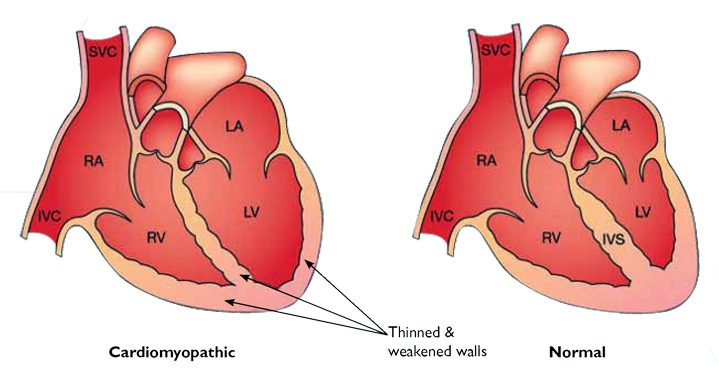 SVC
LA
RA
IVC
LV
RV
SVC
LA
RA
IVC
LV
RV
IVS
Thinned &
weakened walls
Cardiomyopathic
Normal